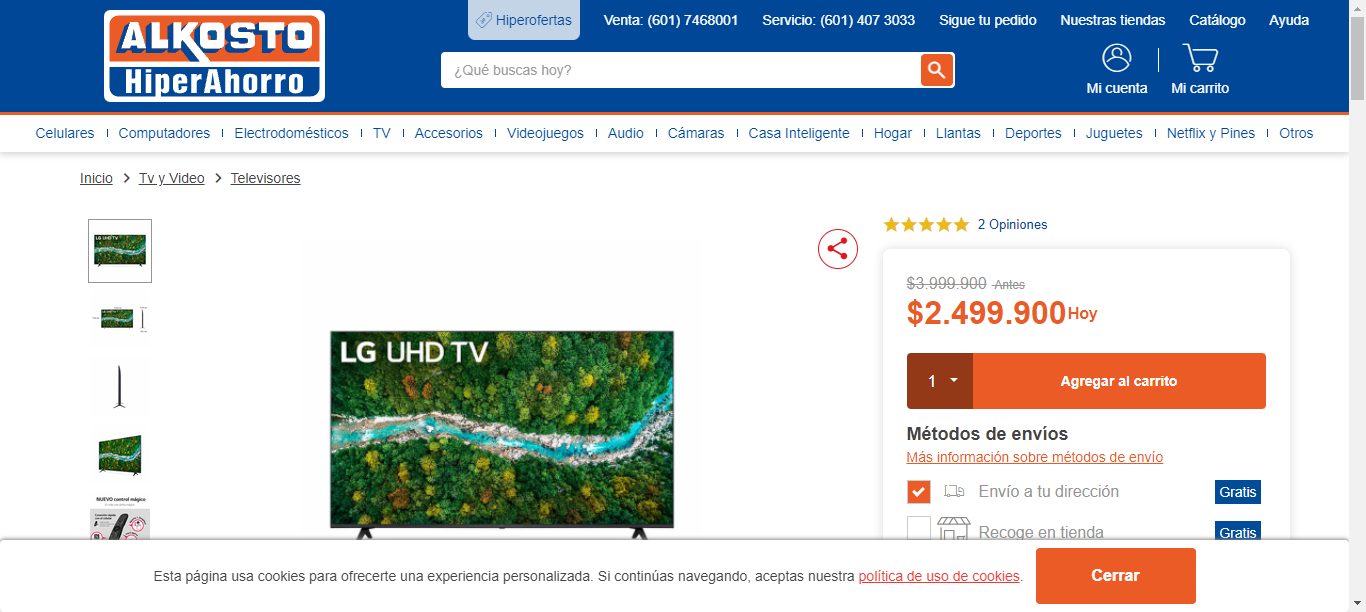 ALKOSTO
HiperAhorro
Hiperofertas
Venta: (601) 7468001
Servicio: (601) 407 3033
Sigue tu pedido
Nuestras tiendas
Catálogo
Ayuda
¿Qué buscas hoy?
Mi cuenta
Mi carrito
Celulares
Computadores
Electrodomésticos
TV
Accesorios
Videojuegos
Audio
Cámaras
Casa Inteligente
Hogar
Llantas
Deportes
Juguetes
Netflix y Pines
Otros
Inicio
Tv y Video
Televisores
LG UHD TV
NUEVO control mágico
LG UHD TV
2 Opiniones
$3.999.900 Antes
$2.499.900 Hoy
1
Agregar al carrito
Métodos de envíos
Más información sobre métodos de envío
Envío a tu dirección
Gratis
Recoge en tienda
Gratis
Esta página usa cookies para ofrecerte una experiencia personalizada. Si continúas navegando, aceptas nuestra política de uso de cookies.
Cerrar